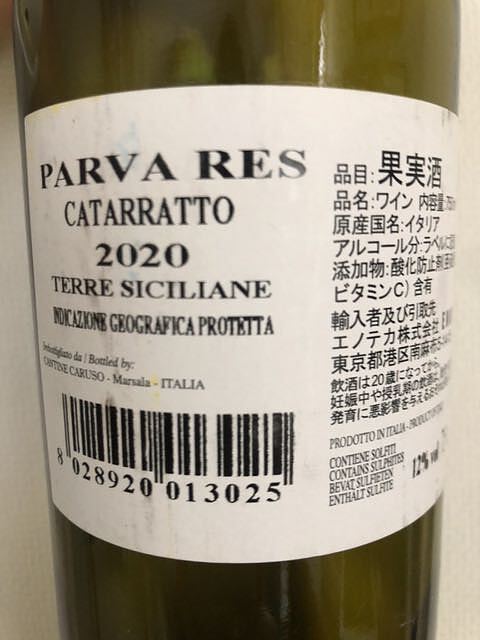 PARVA RES
CATARRATTO
2020
TERRE SICILIANE
INDICAZIONE GEOGRAFICA PROTETTA
Imbottigliato da / Bottled by:
CANTINE CARUSO - Marsala - ITALIA
8 028920 013025
品目:果実酒
品名:ワイン 内容量:
原産国名:イタリア
アルコール分:ラベルに
添加物:酸化防止剤
ビタミンC)含有
輸入者及び引取先
エノテカ株式会社
東京都港区南麻布5
飲酒は20歳になってから
妊娠中や授乳期の飲酒は
発育に悪影響を与える
PRODOTTO IN ITALIA - PRODUCT OF
CONTIENE SOLFITI
CONTAINS SULPHITES
BEVAT SULFIETEN
ENTHALT SULFITE
12% vol